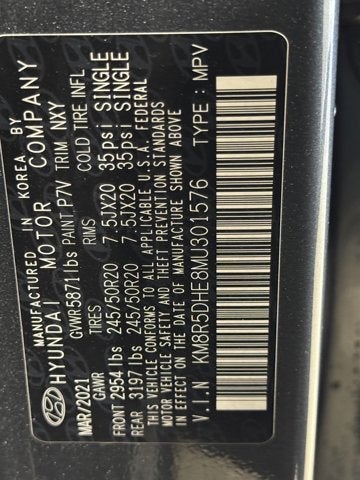 MANUFACTURED IN KOREA BY
HYUNDAI MOTOR COMPANY
MAR/2021 GVWR 5871 lbs PAINT P7V TRIM NXY
GAWR TIRES RIMS COLD TIRE INFL
FRONT 2954 lbs 245/50R20 7.5JX20 35psi SINGLE
REAR 3197 lbs 245/50R20 7.5JX20 35psi SINGLE
THIS VEHICLE CONFORMS TO ALL APPLICABLE U.S.A. FEDERAL
MOTOR VEHICLE SAFETY AND THEFT PREVENTION STANDARDS
IN EFFECT ON THE DATE OF MANUFACTURE SHOWN ABOVE
V.I.N KM8R5DHE8MU301576 TYPE : MPV